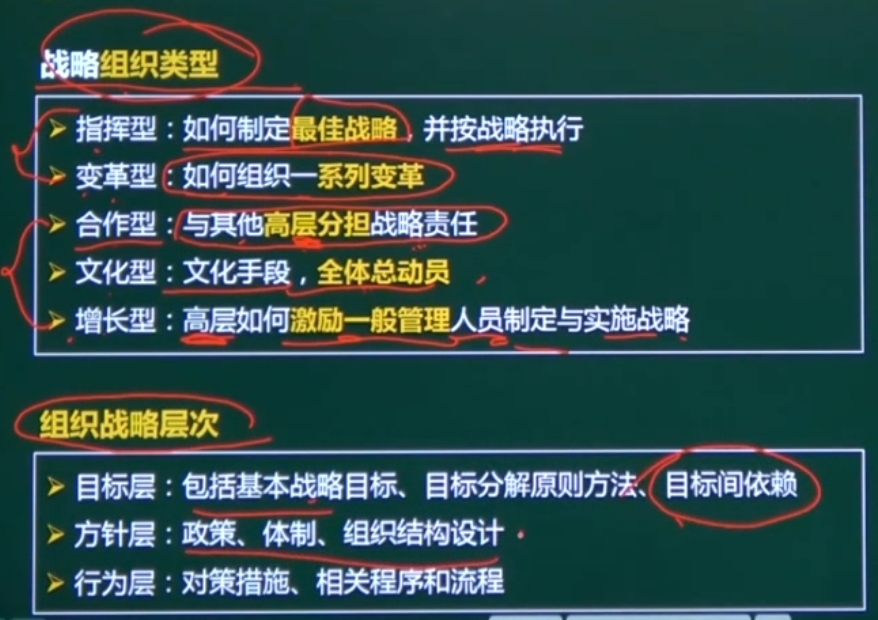 战略组织类型
➢ 指挥型：如何制定最佳战略，并按战略执行
➢ 变革型：如何组织一系列变革
➢ 合作型：与其他高层分担战略责任
➢ 文化型：文化手段，全体总动员
➢ 增长型：高层如何激励一般管理人员制定与实施战略
组织战略层次
➢ 目标层：包括基本战略目标、目标分解原则方法、目标间依赖
➢ 方针层：政策、体制、组织结构设计
➢ 行为层：对策措施、相关程序和流程